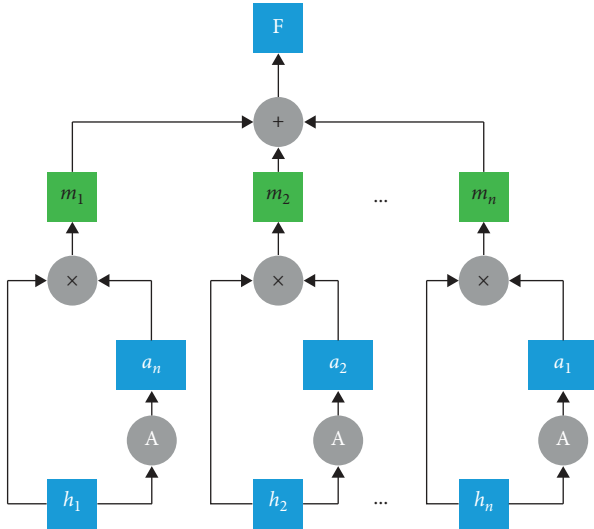 F
+
m₁ m₂ ... mₙ
× × ×
aₙ a₂ a₁
A A A
h₁ h₂ ... hₙ